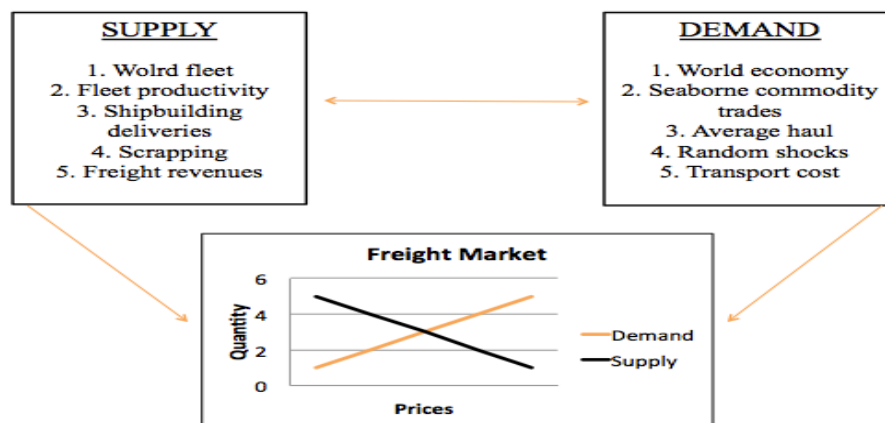 SUPPLY
1. Wolrd fleet
2. Fleet productivity
3. Shipbuilding
deliveries
4. Scrapping
5. Freight revenues
DEMAND
1. World economy
2. Seaborne commodity
trades
3. Average haul
4. Random shocks
5. Transport cost
Freight Market
6
4
2
0
Quantity
Prices
Demand
Supply